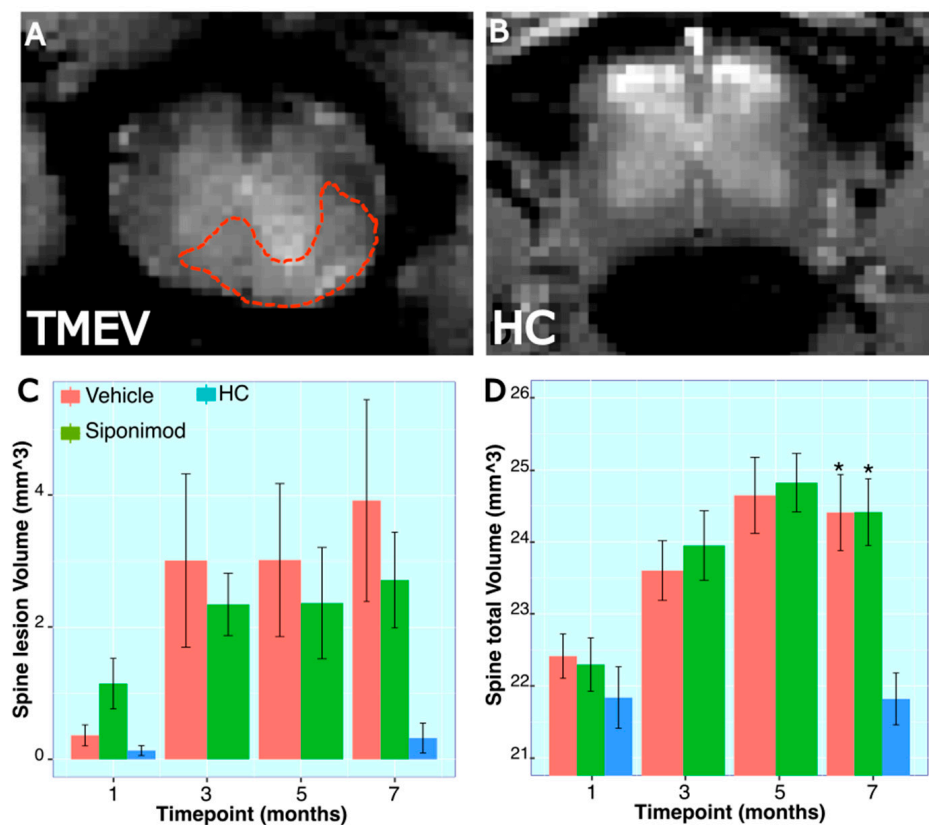 A
B
TMEV
HC
C
Vehicle
HC
Siponimod
Spine lesion Volume (mm^3)
4
2
0
1
3
5
7
Timepoint (months)
D
Spine total Volume (mm^3)
26
25
24
23
22
21
*
*
1
3
5
7
Timepoint (months)